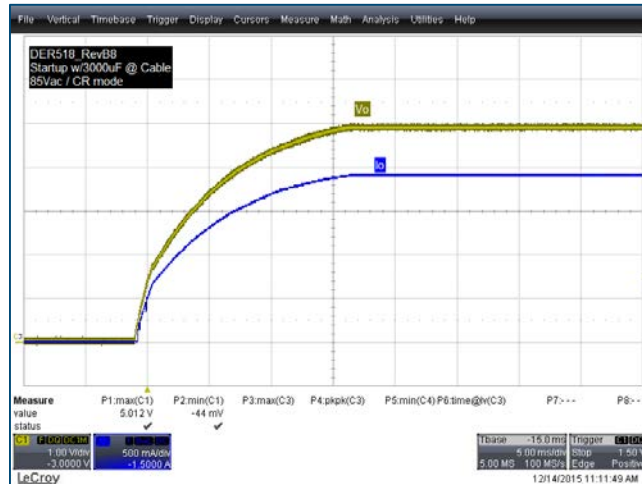 File Vertical Timebase Trigger Display Cursors Measure Math Analysis Utilities Help
DER518_RevB8
Startup w/3000uF @ Cable
85Vac / CR mode
Vo
Io
Measure P1:max(C1) P2:min(C1) P3:max(C3) P4:pkpk(C3) P5:min(C4) P6:time@lv(C3) P7:--- P8:---
value 5.012 V -44 mV
status
C1 1.00 V/div -3.0000 V
500 mA/div -1.5000 A
Tbase -15.0 ms Trigger C1 DC
5.00 ms/div Stop 1.50 V
5.00 MS 100 MS/s Edge Positive
LeCroy 12/14/2015 11:11:49 AM